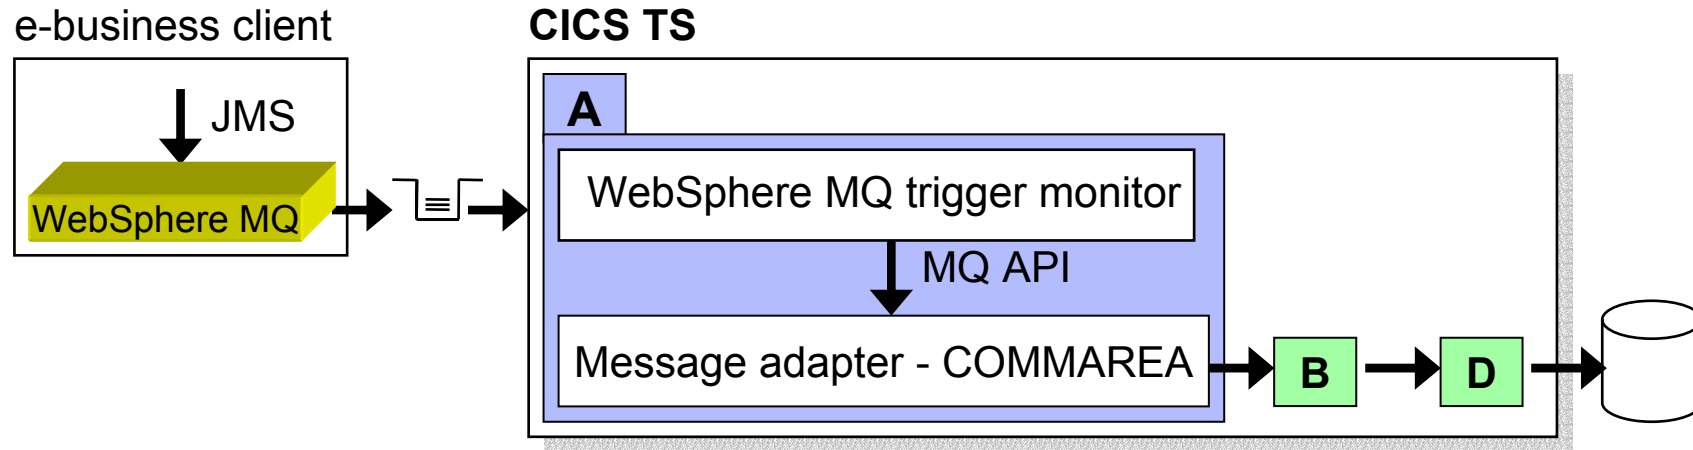 e-business client
CICS TS
JMS
WebSphere MQ
A
WebSphere MQ trigger monitor
MQ API
Message adapter - COMMAREA
B
D